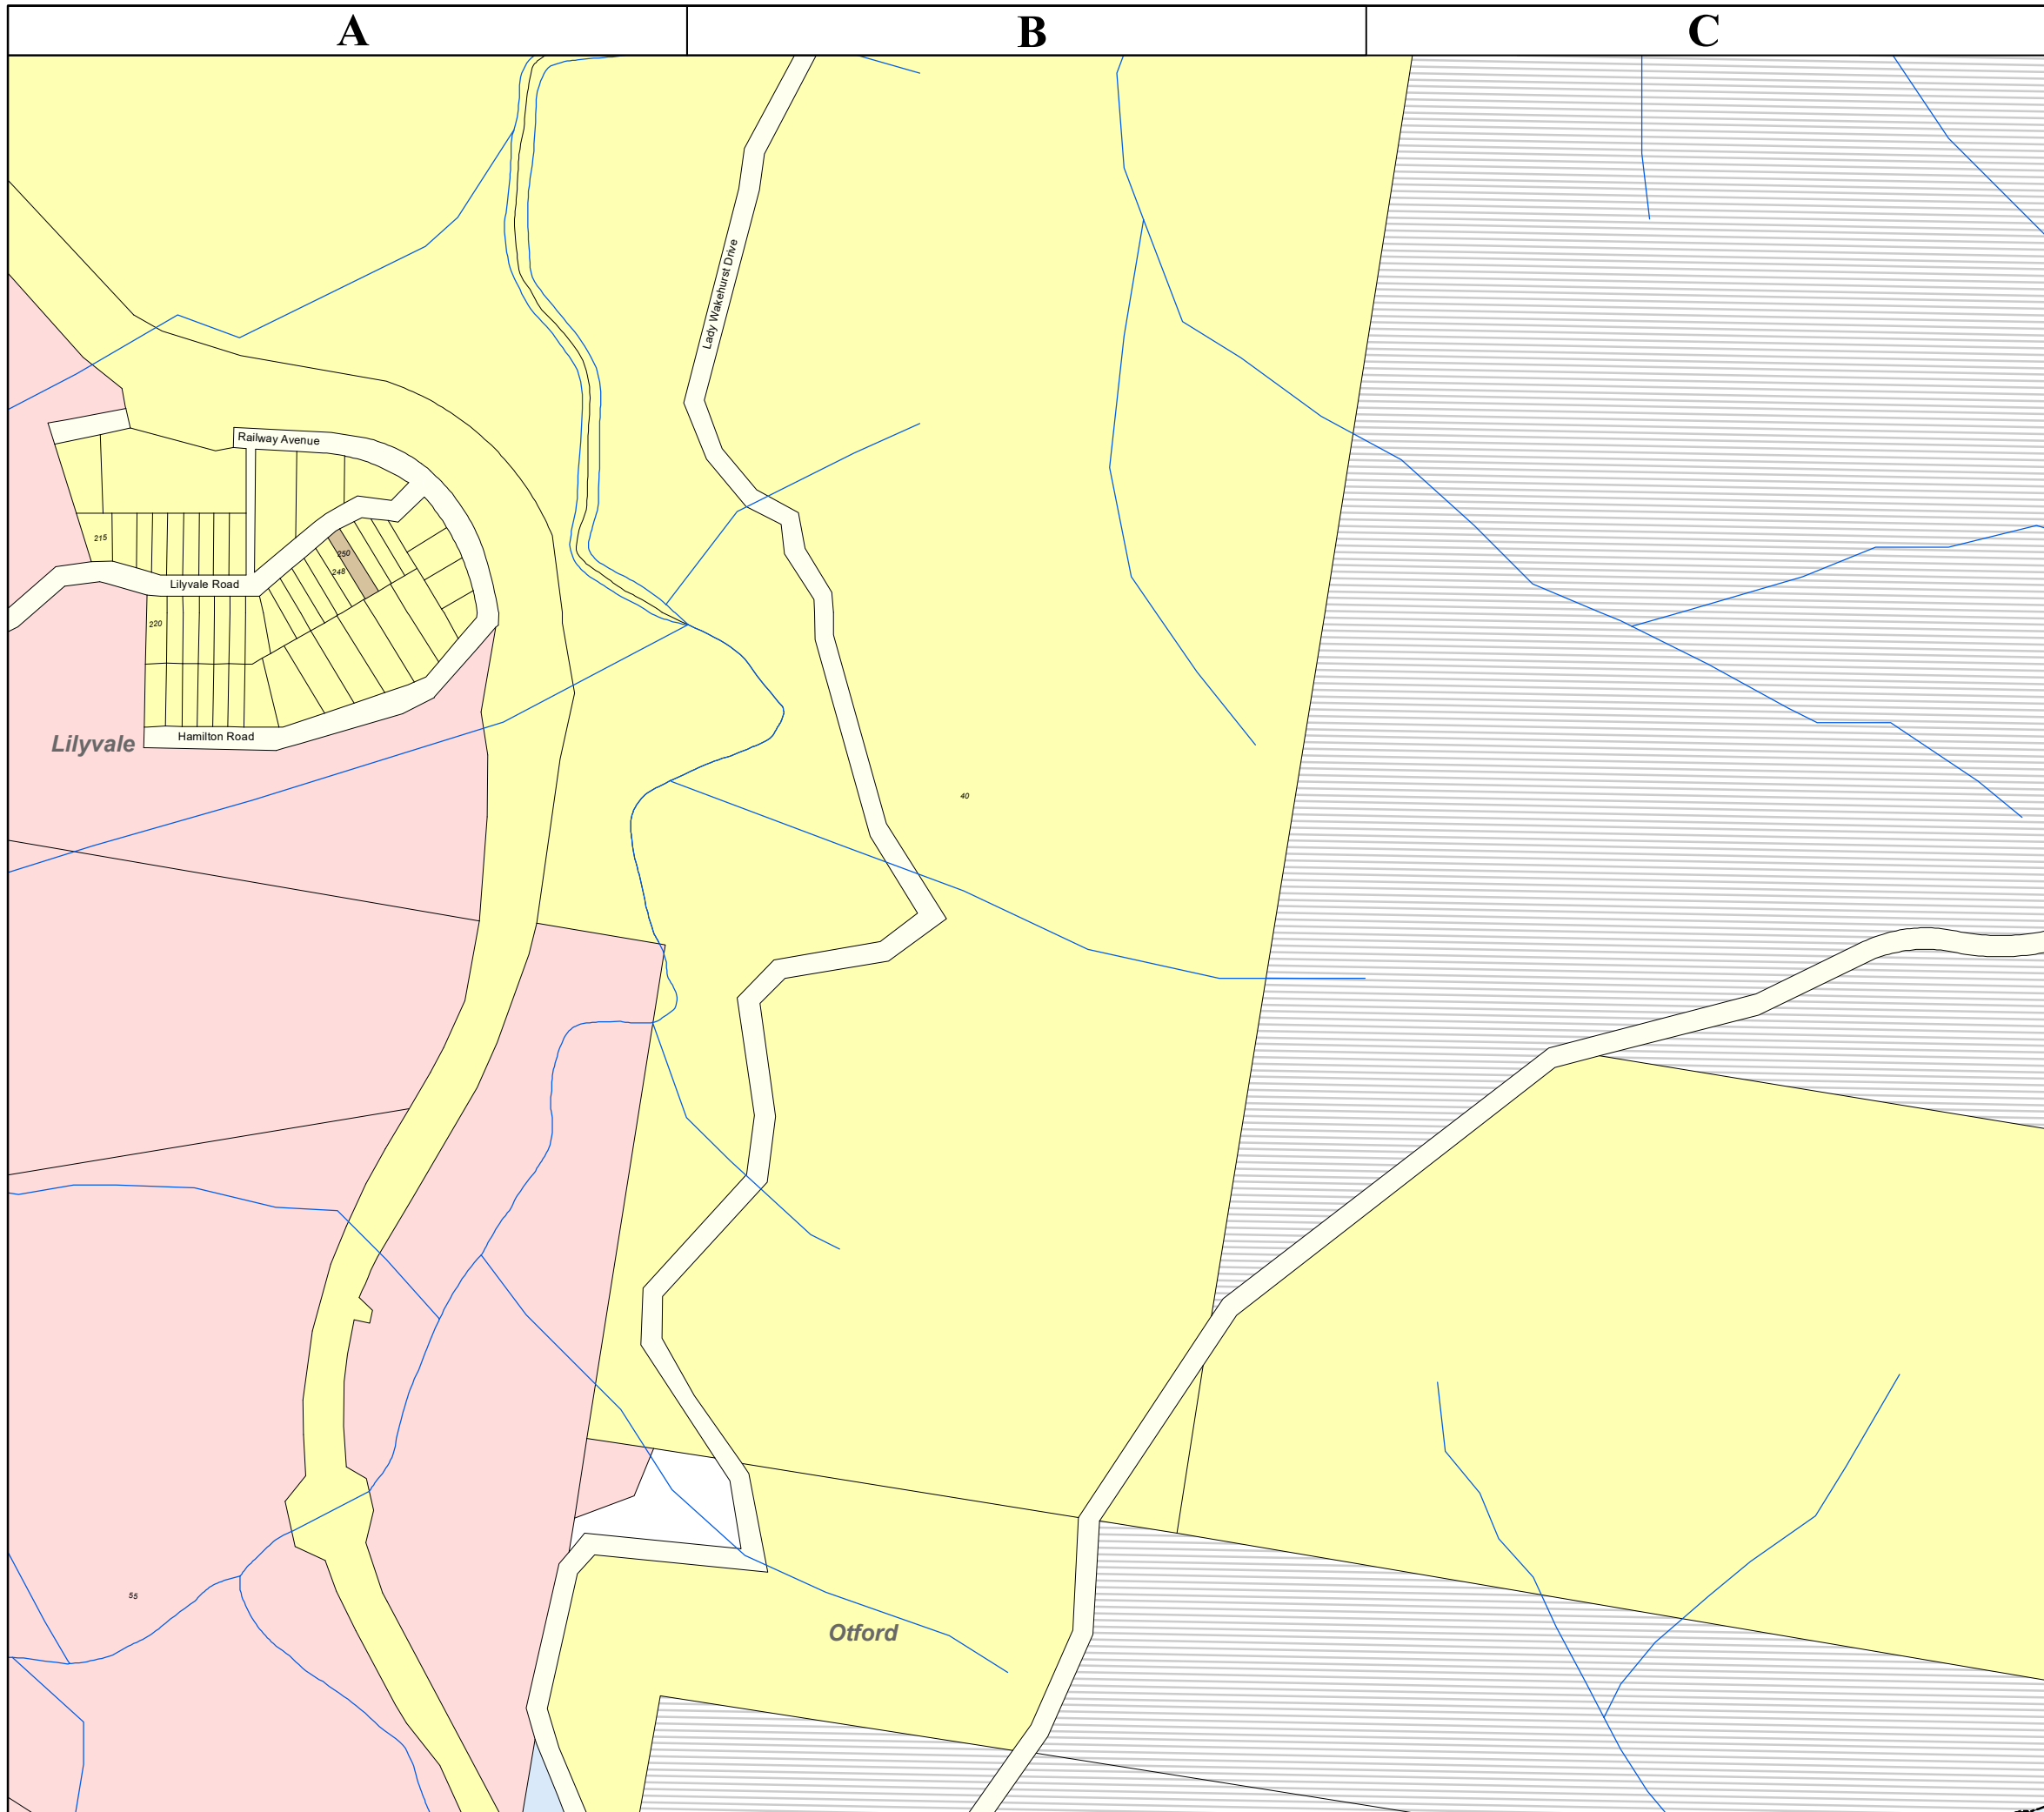 A
B
C
Lady Wakehurst Drive
Railway Avenue
215
250
248
Lilyvale Road
220
Hamilton Road
Lilyvale
40
55
Otford